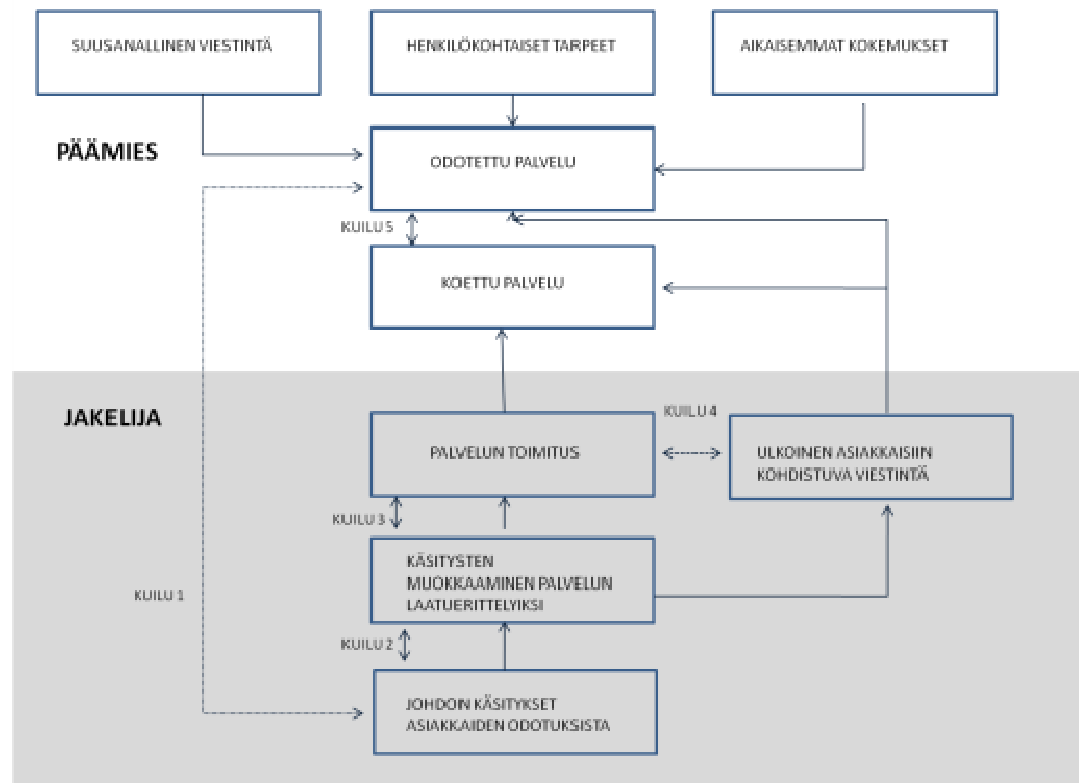 SUUSANALLINEN VIESTINTÄ
HENKILÖKOHTAISET TARPEET
AIKAISEMMAT KOKEMUKSET
PÄÄMIES
ODOTETTU PALVELU
KUILU 5
KOETTU PALVELU
JAKELIJA
KUILU 4
PALVELUN TOIMITUS
ULKOINEN ASIAKKAISIIN
KOHDISTUVA VIESTINTÄ
KUILU 3
KÄSITYSTEN
MUOKKAAMINEN PALVELUN
LAATUERITTELYIKSI
KUILU 1
KUILU 2
JOHDON KÄSITYKSET
ASIAKKAIDEN ODOTUKSISTA